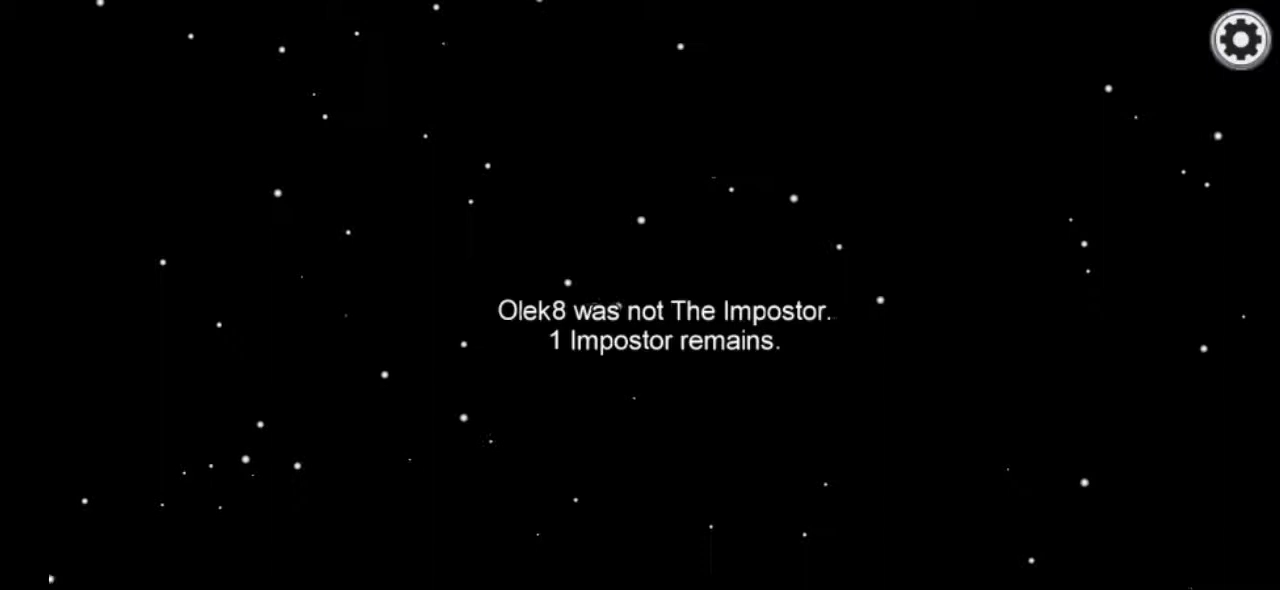 Olek8 was not The Impostor.
1 Impostor remains.